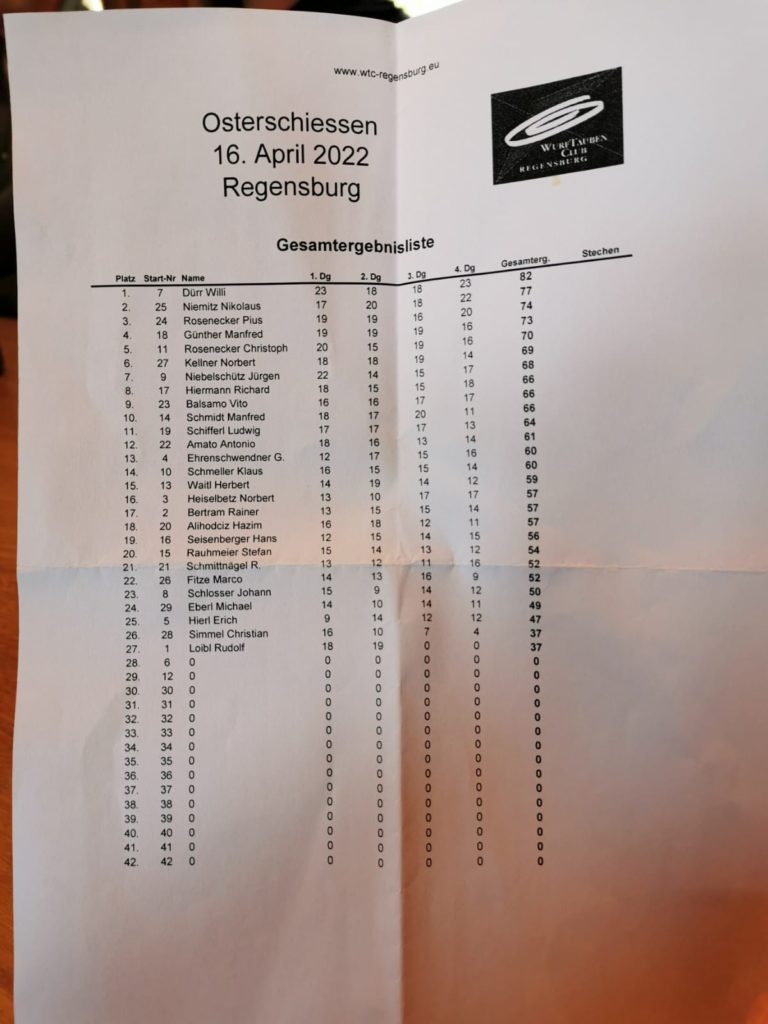 www.wtc-regensburg.eu
Osterschiessen
16. April 2022
Regensburg
WURFTAUBEN
CLUB
REGENSBURG
Gesamtergebnisliste
Platz Start-Nr Name 1. Dg 2. Dg 3. Dg 4. Dg Gesamterg. Stechen
1. 7 Dürr Willi 23 18 18 23 82
2. 25 Niemitz Nikolaus 17 20 18 22 77
3. 24 Rosenecker Pius 19 19 16 20 74
4. 18 Günther Manfred 19 19 19 16 73
5. 11 Rosenecker Christoph 20 15 19 16 70
6. 27 Kellner Norbert 18 18 19 14 69
7. 9 Niebelschütz Jürgen 22 14 15 17 68
8. 17 Hiermann Richard 18 15 15 18 66
9. 23 Balsamo Vito 16 16 17 17 66
10. 14 Schmidt Manfred 18 17 20 11 66
11. 19 Schifferl Ludwig 17 17 17 13 64
12. 22 Amato Antonio 18 16 13 14 61
13. 4 Ehrenschwendner G. 12 17 15 16 60
14. 10 Schmeller Klaus 16 15 15 14 60
15. 13 Waitl Herbert 14 19 14 12 59
16. 3 Heiselbetz Norbert 13 10 17 17 57
17. 2 Bertram Rainer 13 15 15 14 57
18. 20 Alihodciz Hazim 16 18 12 11 57
19. 16 Seisenberger Hans 12 15 14 15 56
20. 15 Rauhmeier Stefan 15 14 13 12 54
21. 21 Schmittnägel R. 13 12 11 16 52
22. 26 Fitze Marco 14 13 16 9 52
23. 8 Schlosser Johann 15 9 14 12 50
24. 29 Eberl Michael 14 10 14 11 49
25. 5 Hierl Erich 9 14 12 12 47
26. 28 Simmel Christian 16 10 7 4 37
27. 1 Loibl Rudolf 18 19 0 0 37
28. 6 0 0 0 0 0 0
29. 12 0 0 0 0 0 0
30. 30 0 0 0 0 0 0
31. 31 0 0 0 0 0 0
32. 32 0 0 0 0 0 0
33. 33 0 0 0 0 0 0
34. 34 0 0 0 0 0 0
35. 35 0 0 0 0 0 0
36. 36 0 0 0 0 0 0
37. 37 0 0 0 0 0 0
38. 38 0 0 0 0 0 0
39. 39 0 0 0 0 0 0
40. 40 0 0 0 0 0 0
41. 41 0 0 0 0 0 0
42. 42 0 0 0 0 0 0